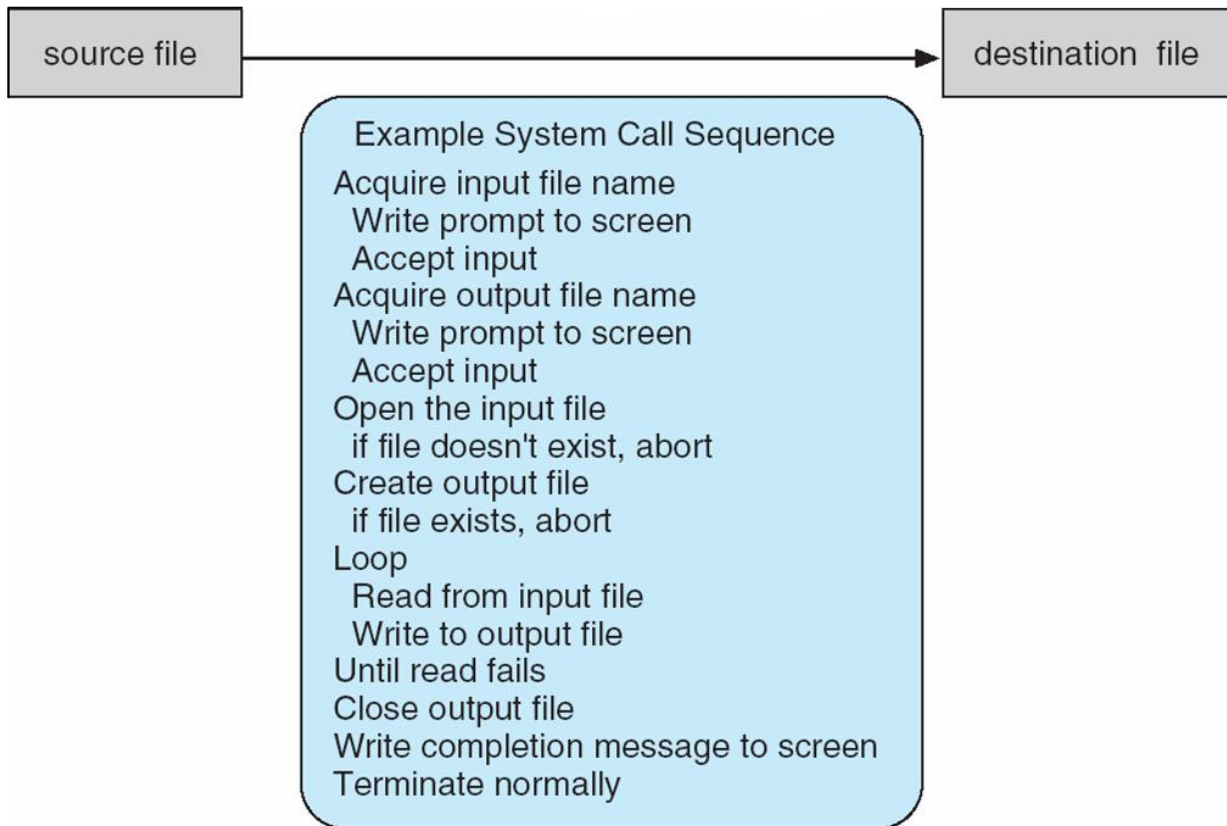 source file
destination file
Example System Call Sequence
Acquire input file name
Write prompt to screen
Accept input
Acquire output file name
Write prompt to screen
Accept input
Open the input file
if file doesn't exist, abort
Create output file
if file exists, abort
Loop
Read from input file
Write to output file
Until read fails
Close output file
Write completion message to screen
Terminate normally